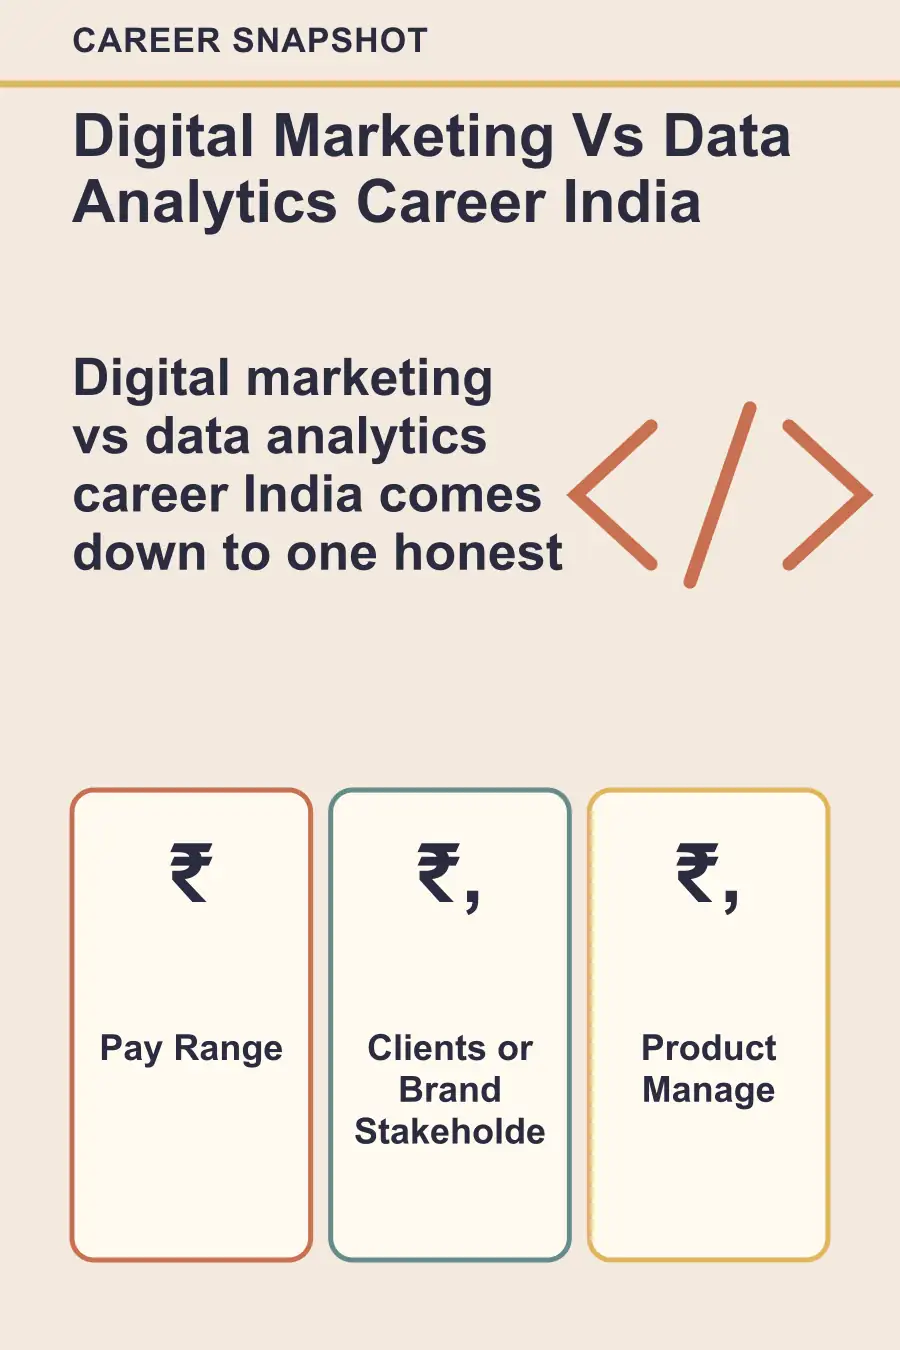 CAREER SNAPSHOT
Digital Marketing Vs Data
Analytics Career India
Digital marketing
vs data analytics
career India comes
down to one honest
₹
Pay Range
₹,
Clients or
Brand
Stakeholde
₹,
Product
Manage